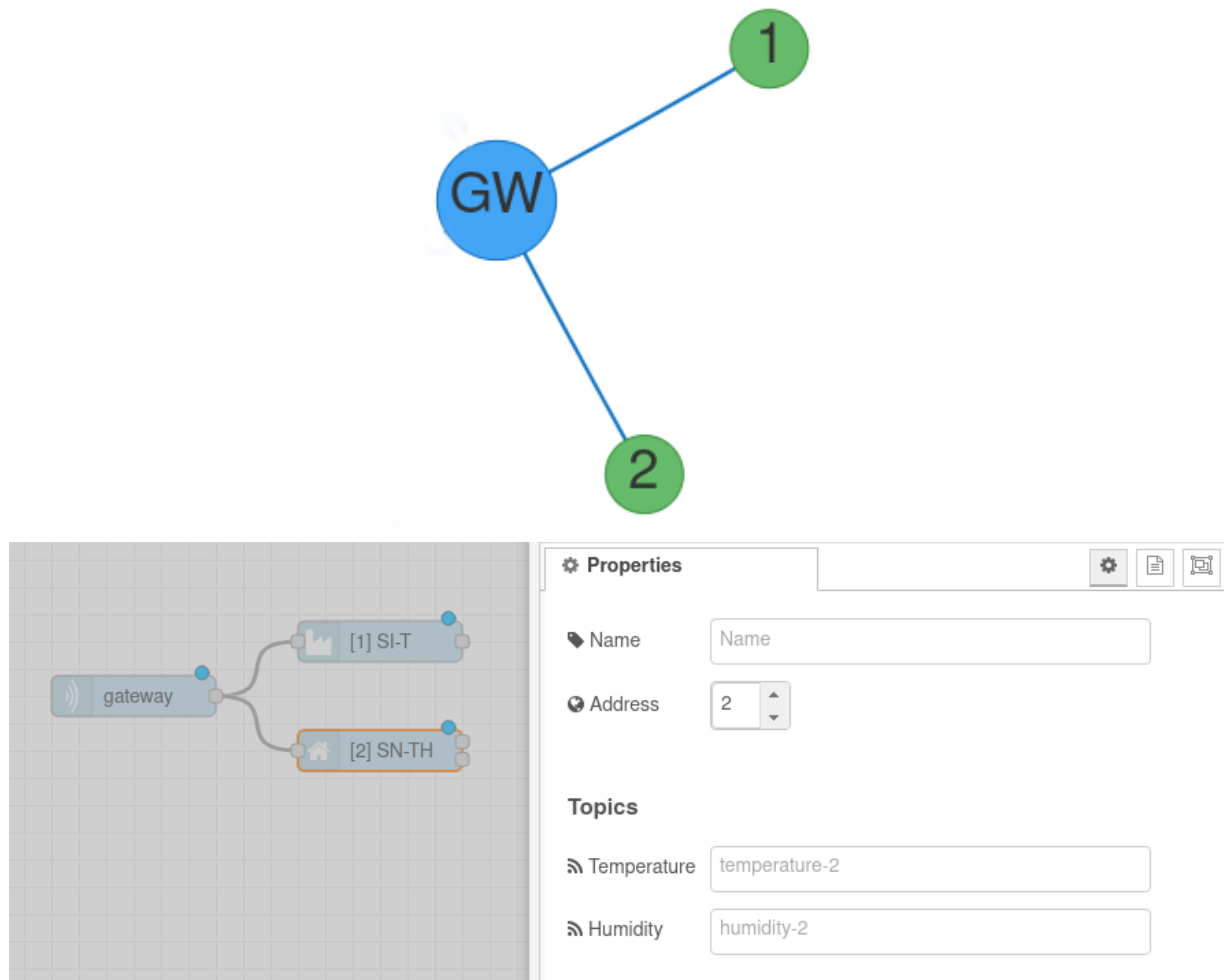 1
GW
2
Properties
Name Name
[1] SI-T
gateway
Address 2
[2] SN-TH
Topics
Temperature temperature-2
Humidity humidity-2